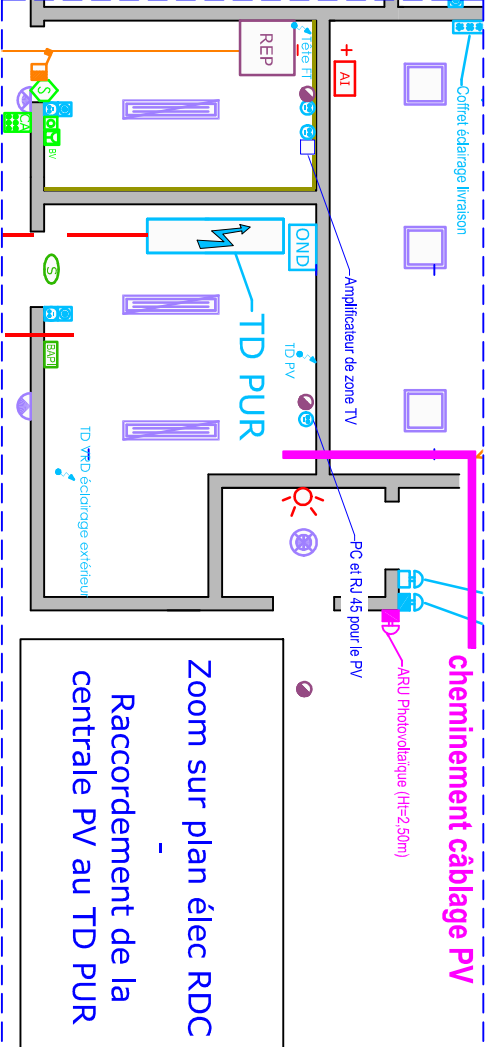 Coffret éclairage livraison
AI
+
REP
Tête FT
S
CA
BV
Amplificateur de zone TV
OND
TD PUR
TD PV
S
BAPI
TD VRD éclairage extérieur
PC et RJ 45 pour le PV
ARU Photovoltaïque (Ht=2,50m)
cheminement câblage PV
Zoom sur plan élec RDC
-
Raccordement de la
centrale PV au TD PUR